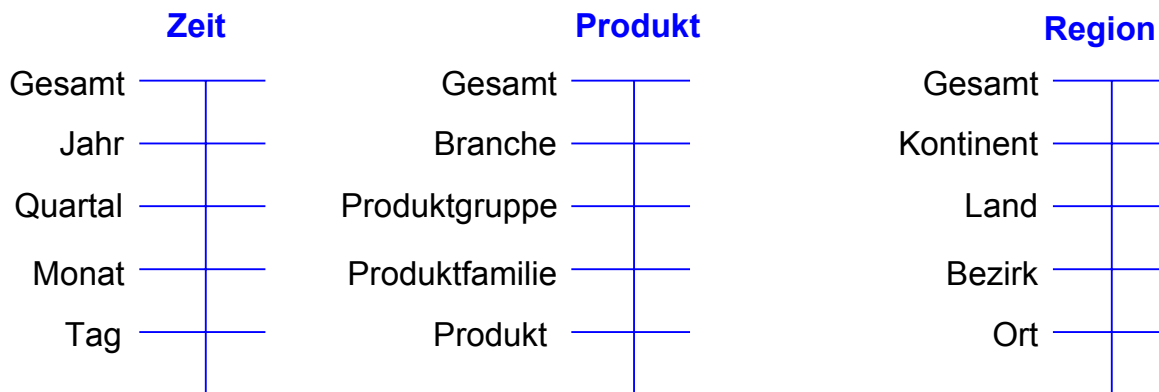 Zeit
Gesamt
Jahr
Quartal
Monat
Tag
Produkt
Gesamt
Branche
Produktgruppe
Produktfamilie
Produkt
Region
Gesamt
Kontinent
Land
Bezirk
Ort